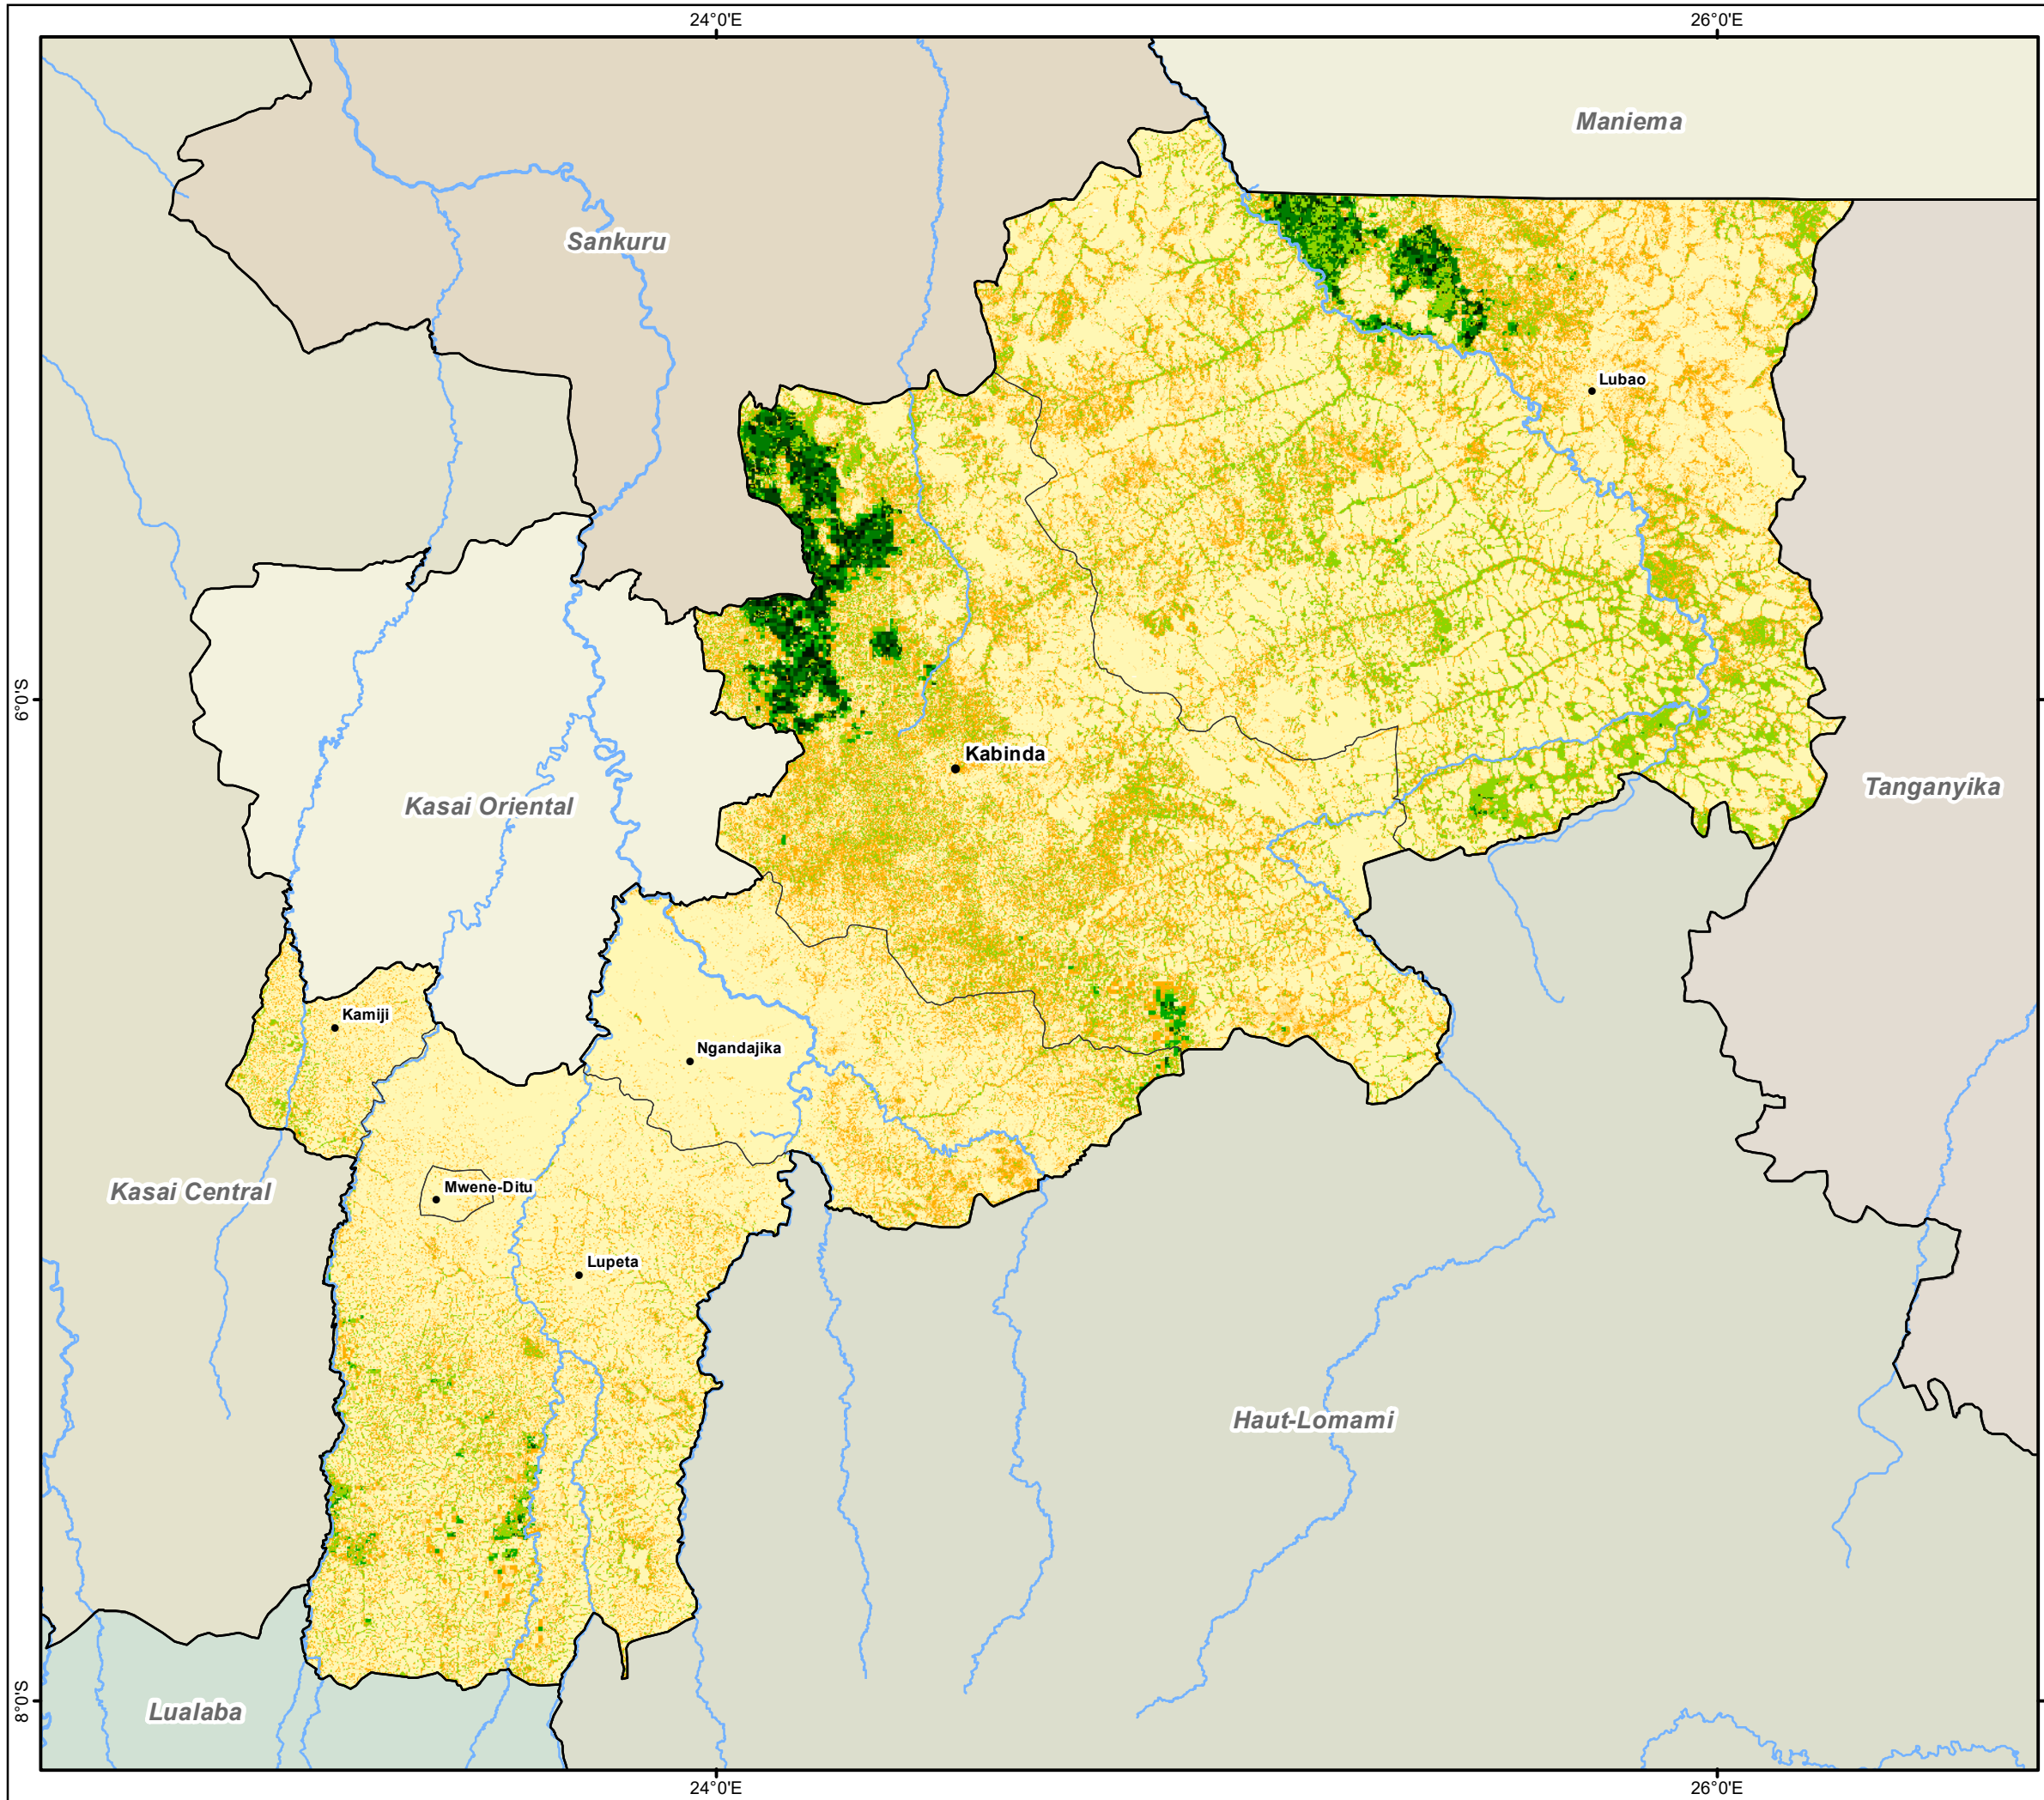 24°0'E
26°0'E
Maniema
Sankuru
Lubao
6°0'S
Kabinda
Tanganyika
Kasai Oriental
Kamiji
Ngandajika
Mwene-Ditu
Kasai Central
Lupeta
Haut-Lomami
8°0'S
Lualaba
24°0'E
26°0'E